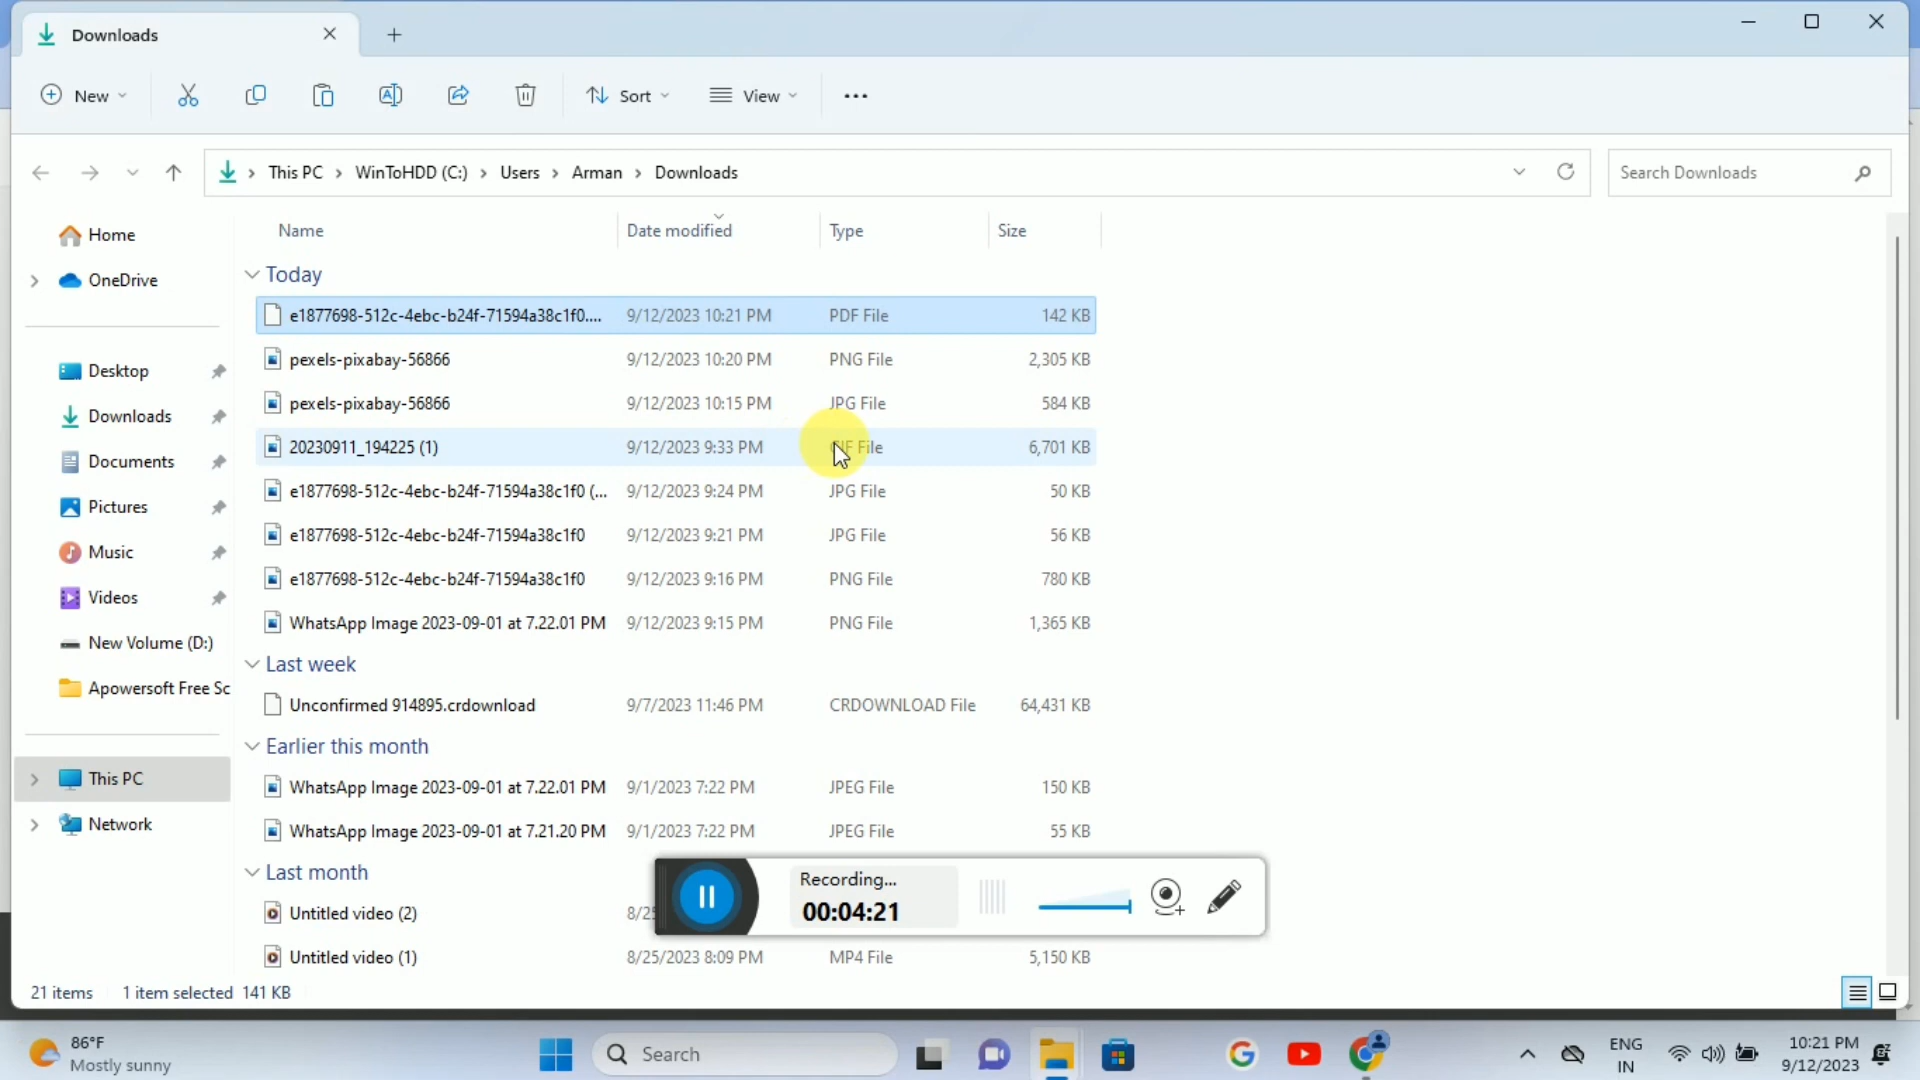 Downloads
New
Sort
View
This PC > WinToHDD (C:) > Users > Arman > Downloads
Search Downloads
Home
OneDrive
Desktop
Downloads
Documents
Pictures
Music
Videos
New Volume (D:)
Apowersoft Free Sc
This PC
Network
Name Date modified Type Size
Today
e1877698-512c-4ebc-b24f-71594a38c1f0.... 9/12/2023 10:21 PM PDF File 142 KB
pexels-pixabay-56866 9/12/2023 10:20 PM PNG File 2,305 KB
pexels-pixabay-56866 9/12/2023 10:15 PM JPG File 584 KB
20230911_194225 (1) 9/12/2023 9:33 PM File 6,701 KB
e1877698-512c-4ebc-b24f-71594a38c1f0 (... 9/12/2023 9:24 PM JPG File 50 KB
e1877698-512c-4ebc-b24f-71594a38c1f0 9/12/2023 9:21 PM JPG File 56 KB
e1877698-512c-4ebc-b24f-71594a38c1f0 9/12/2023 9:16 PM PNG File 780 KB
WhatsApp Image 2023-09-01 at 7.22.01 PM 9/12/2023 9:15 PM PNG File 1,365 KB
Last week
Unconfirmed 914895.crdownload 9/7/2023 11:46 PM CRDOWNLOAD File 64,431 KB
Earlier this month
WhatsApp Image 2023-09-01 at 7.22.01 PM 9/1/2023 7:22 PM JPEG File 150 KB
WhatsApp Image 2023-09-01 at 7.21.20 PM 9/1/2023 7:22 PM JPEG File 55 KB
Last month
Untitled video (2) 8/25
Untitled video (1) 8/25/2023 8:09 PM MP4 File 5,150 KB
Recording...
00:04:21
21 items 1 item selected 141 KB
86°F
Mostly sunny
Search
ENG
IN
10:21 PM
9/12/2023